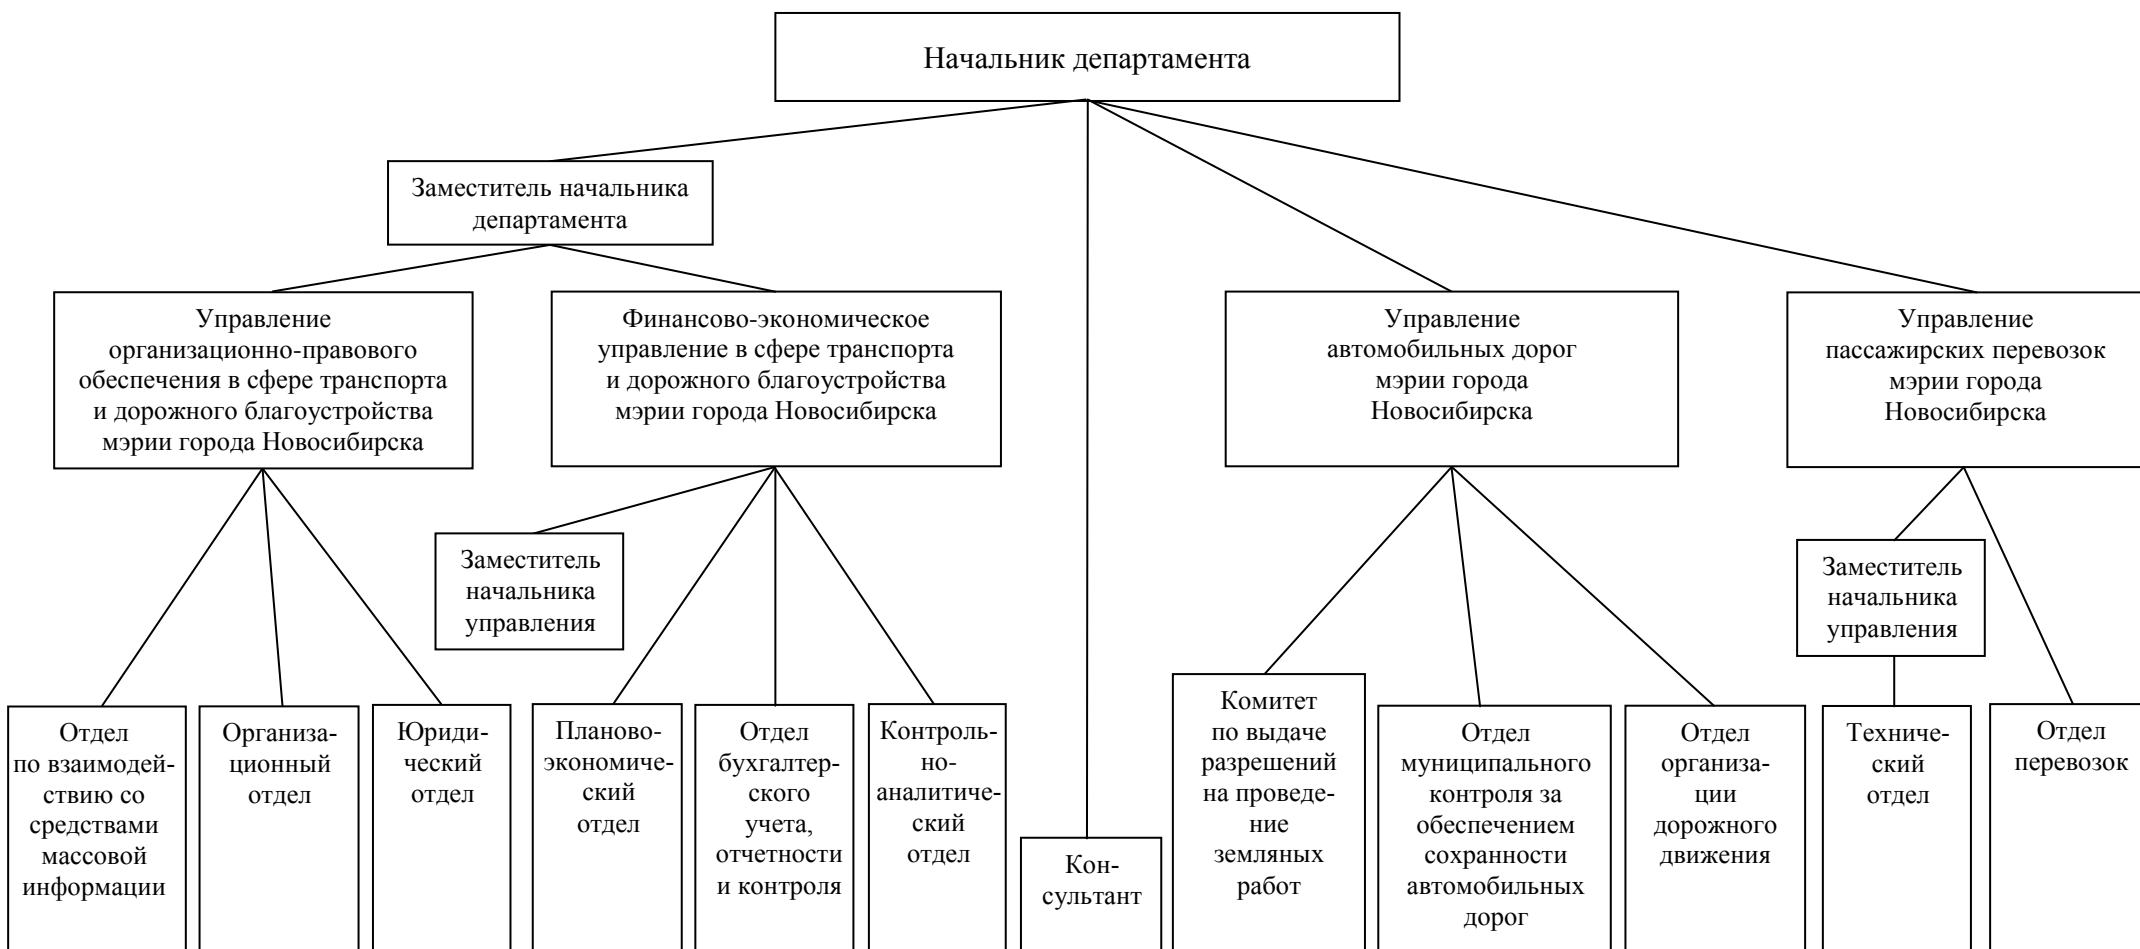 Начальник департамента
Заместитель начальника
департамента
Управление
организационно-правового
обеспечения в сфере транспорта
и дорожного благоустройства
мэрии города Новосибирска
Финансово-экономическое
управление в сфере транспорта
и дорожного благоустройства
мэрии города Новосибирска
Управление
автомобильных дорог
мэрии города
Новосибирска
Управление
пассажирских перевозок
мэрии города
Новосибирска
Заместитель
начальника
управления
Заместитель
начальника
управления
Отдел
по взаимодей-
ствию со
средствами
массовой
информации
Организа-
ционный
отдел
Юриди-
ческий
отдел
Планово-
экономиче-
ский
отдел
Отдел
бухгалтер-
ского
учета,
отчетности
и контроля
Контроль-
но-
аналитиче-
ский
отдел
Кон-
сультант
Комитет
по выдаче
разрешений
на проведе-
ние
земляных
работ
Отдел
муниципального
контроля за
обеспечением
сохранности
автомобильных
дорог
Отдел
организа-
ции
дорожного
движения
Техниче-
ский
отдел
Отдел
перевозок